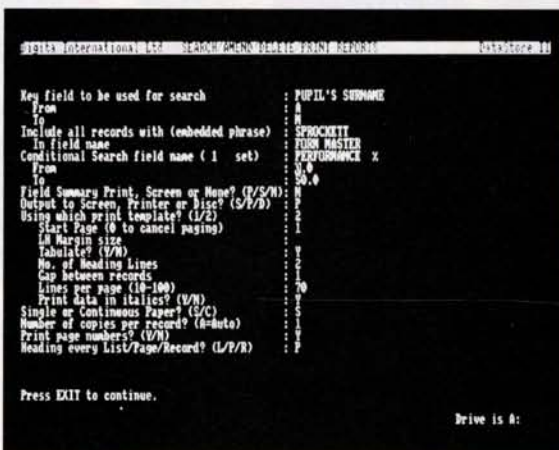 Digita International Ltd SEARCH/AMEND/DELETE/PRINT REPORTS DataStore II
Key field to be used for search : PUPIL'S SURNAME
From : A
To : M
Include all records with (embedded phrase) : SPROCKETT
In field name : FORM MASTER
Conditional Search field name ( 1 set) : PERFORMANCE %
From : 0.0
To : 50.0
Field Summary Print, Screen or None? (P/S/N): N
Output to Screen, Printer or Disc? (S/P/D) : P
Using which print template? (1/2) : 2
Start Page (0 to cancel paging) : 1
LH Margin size :
Tabulate? (Y/N) : Y
No. of Heading Lines : 2
Gap between records : 1
Lines per page (10-100) : 70
Print data in italics? (Y/N) : Y
Single or Continuous Paper? (S/C) : S
Number of copies per record? (A=Auto) : 1
Print page numbers? (Y/N) : Y
Heading every List/Page/Record? (L/P/R) : P
Press EXIT to continue.
Drive is A: